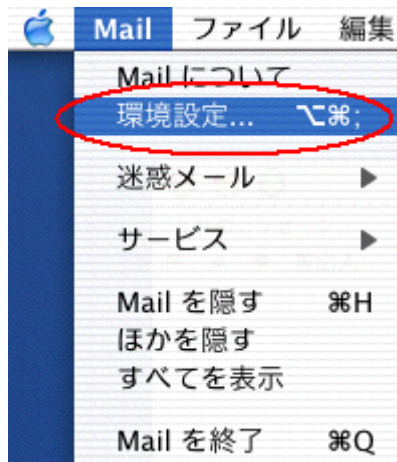 Mail ファイル 編集
Mail について
環境設定... ⌥⌘;
迷惑メール
サービス
Mail を隠す ⌘H
ほかを隠す
すべてを表示
Mail を終了 ⌘Q